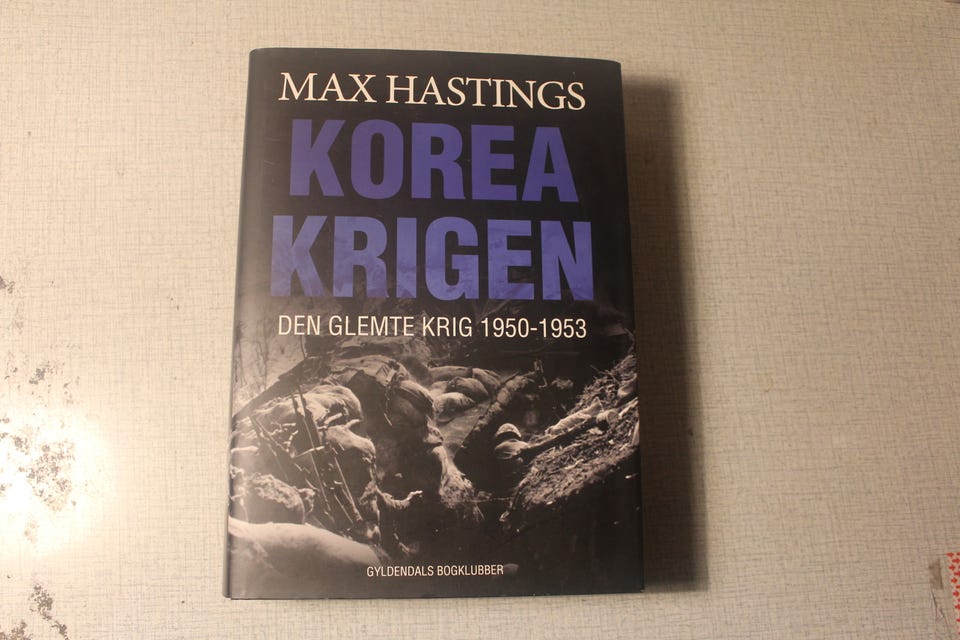 MAX HASTINGS
KOREA
KRIGEN
DEN GLEMTE KRIG 1950-1953
GYLDENDALS BOGKLUBBER